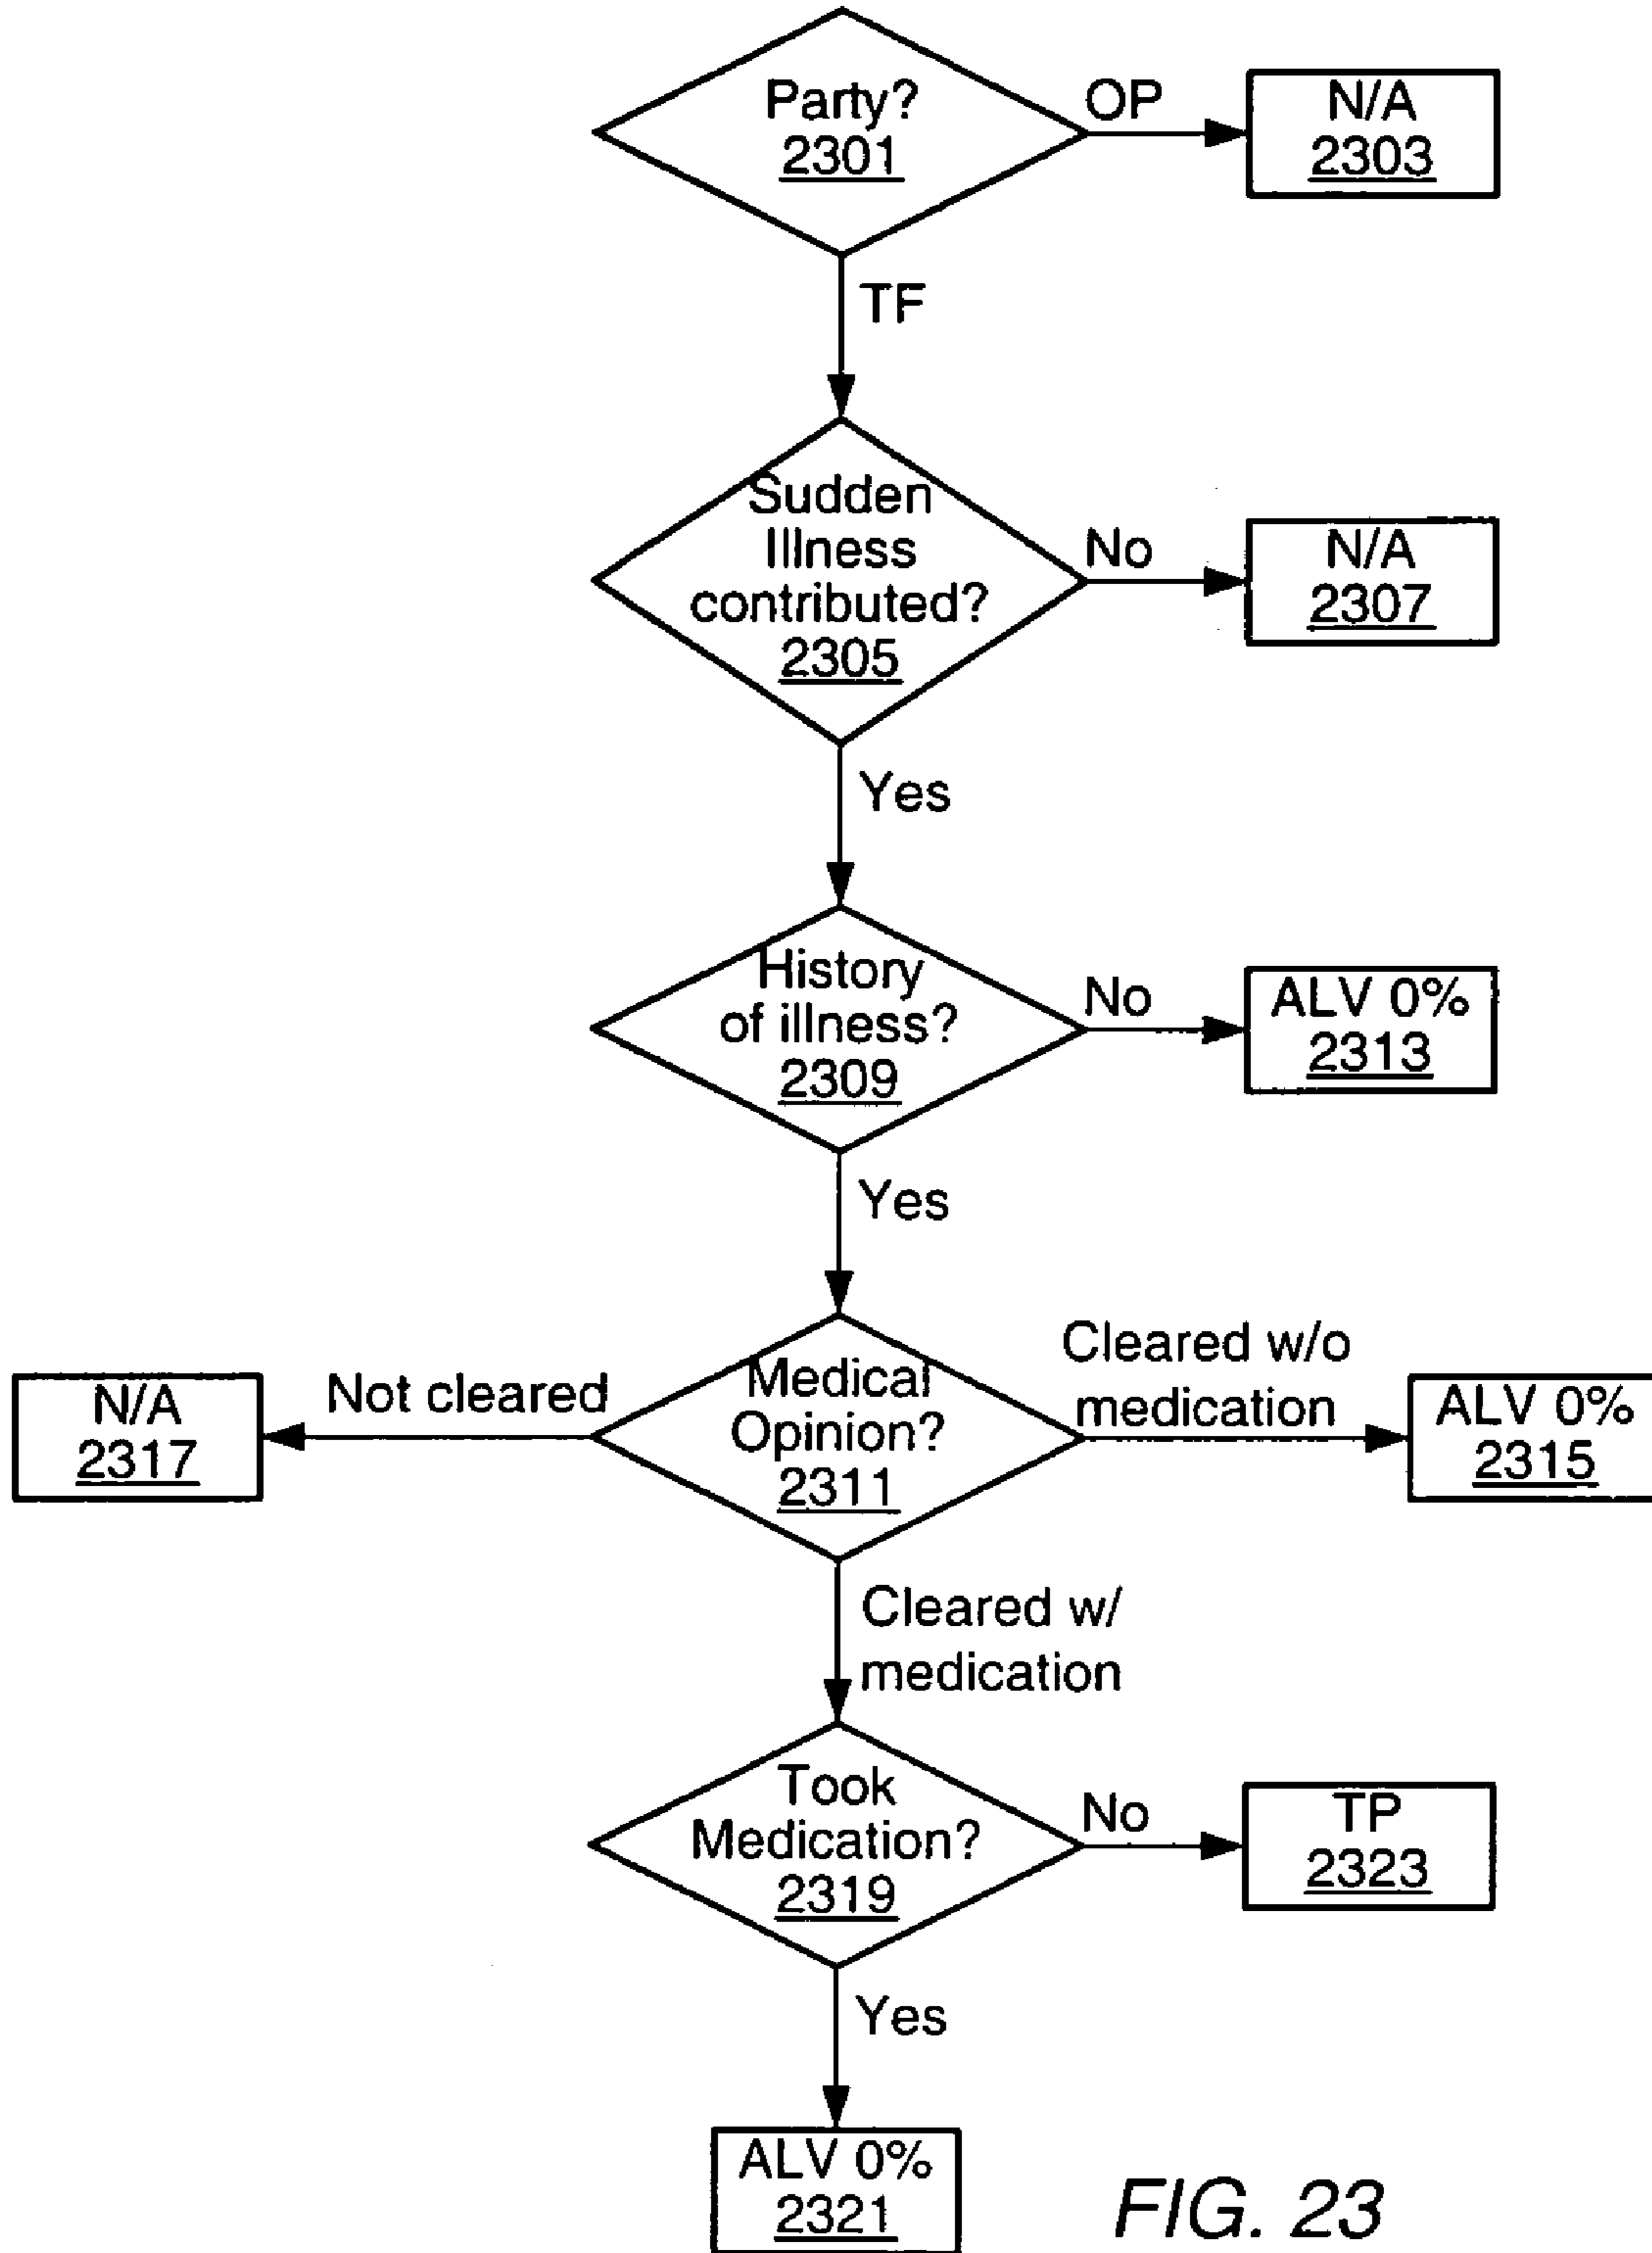 Party?
2301
OP
N/A
2303
TF
Sudden
Illness
contributed?
2305
No
N/A
2307
Yes
History
of illness?
2309
No
ALV 0%
2313
Yes
N/A
2317
Not cleared
Medical
Opinion?
2311
Cleared w/o
medication
ALV 0%
2315
Cleared w/
medication
Took
Medication?
2319
No
TP
2323
Yes
ALV 0%
2321
FIG. 23